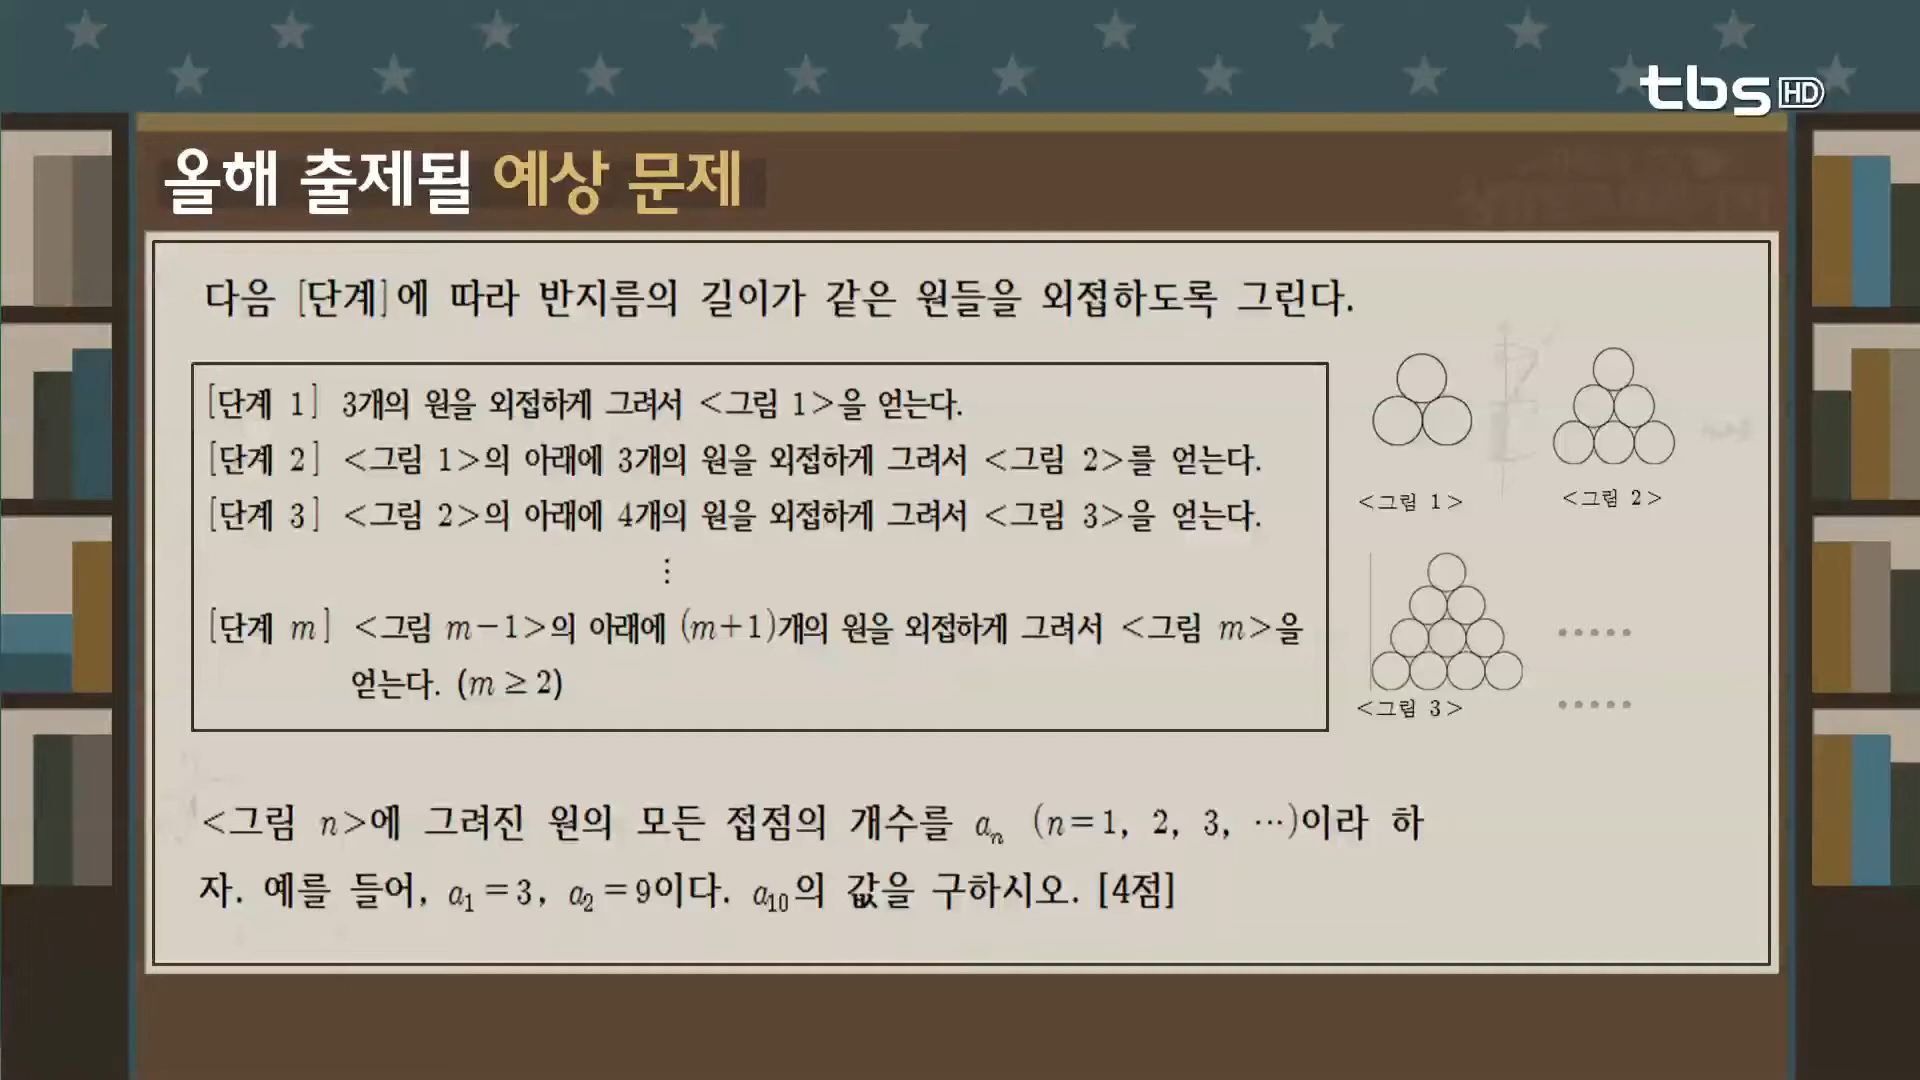 tbs HD
올해 출제될 예상 문제
다음 [단계]에 따라 반지름의 길이가 같은 원들을 외접하도록 그린다.
[단계 1] 3개의 원을 외접하게 그려서 <그림 1>을 얻는다.
[단계 2] <그림 1>의 아래에 3개의 원을 외접하게 그려서 <그림 2>를 얻는다.
[단계 3] <그림 2>의 아래에 4개의 원을 외접하게 그려서 <그림 3>을 얻는다.
⋮
[단계 m] <그림 m-1>의 아래에 (m+1)개의 원을 외접하게 그려서 <그림 m>을
얻는다. (m ≥ 2)
<그림 1>
<그림 2>
<그림 3>
<그림 n>에 그려진 원의 모든 접점의 개수를 aₙ (n=1, 2, 3, ⋯)이라 하
자. 예를 들어, a₁=3, a₂=9이다. a₁₀의 값을 구하시오. [4점]